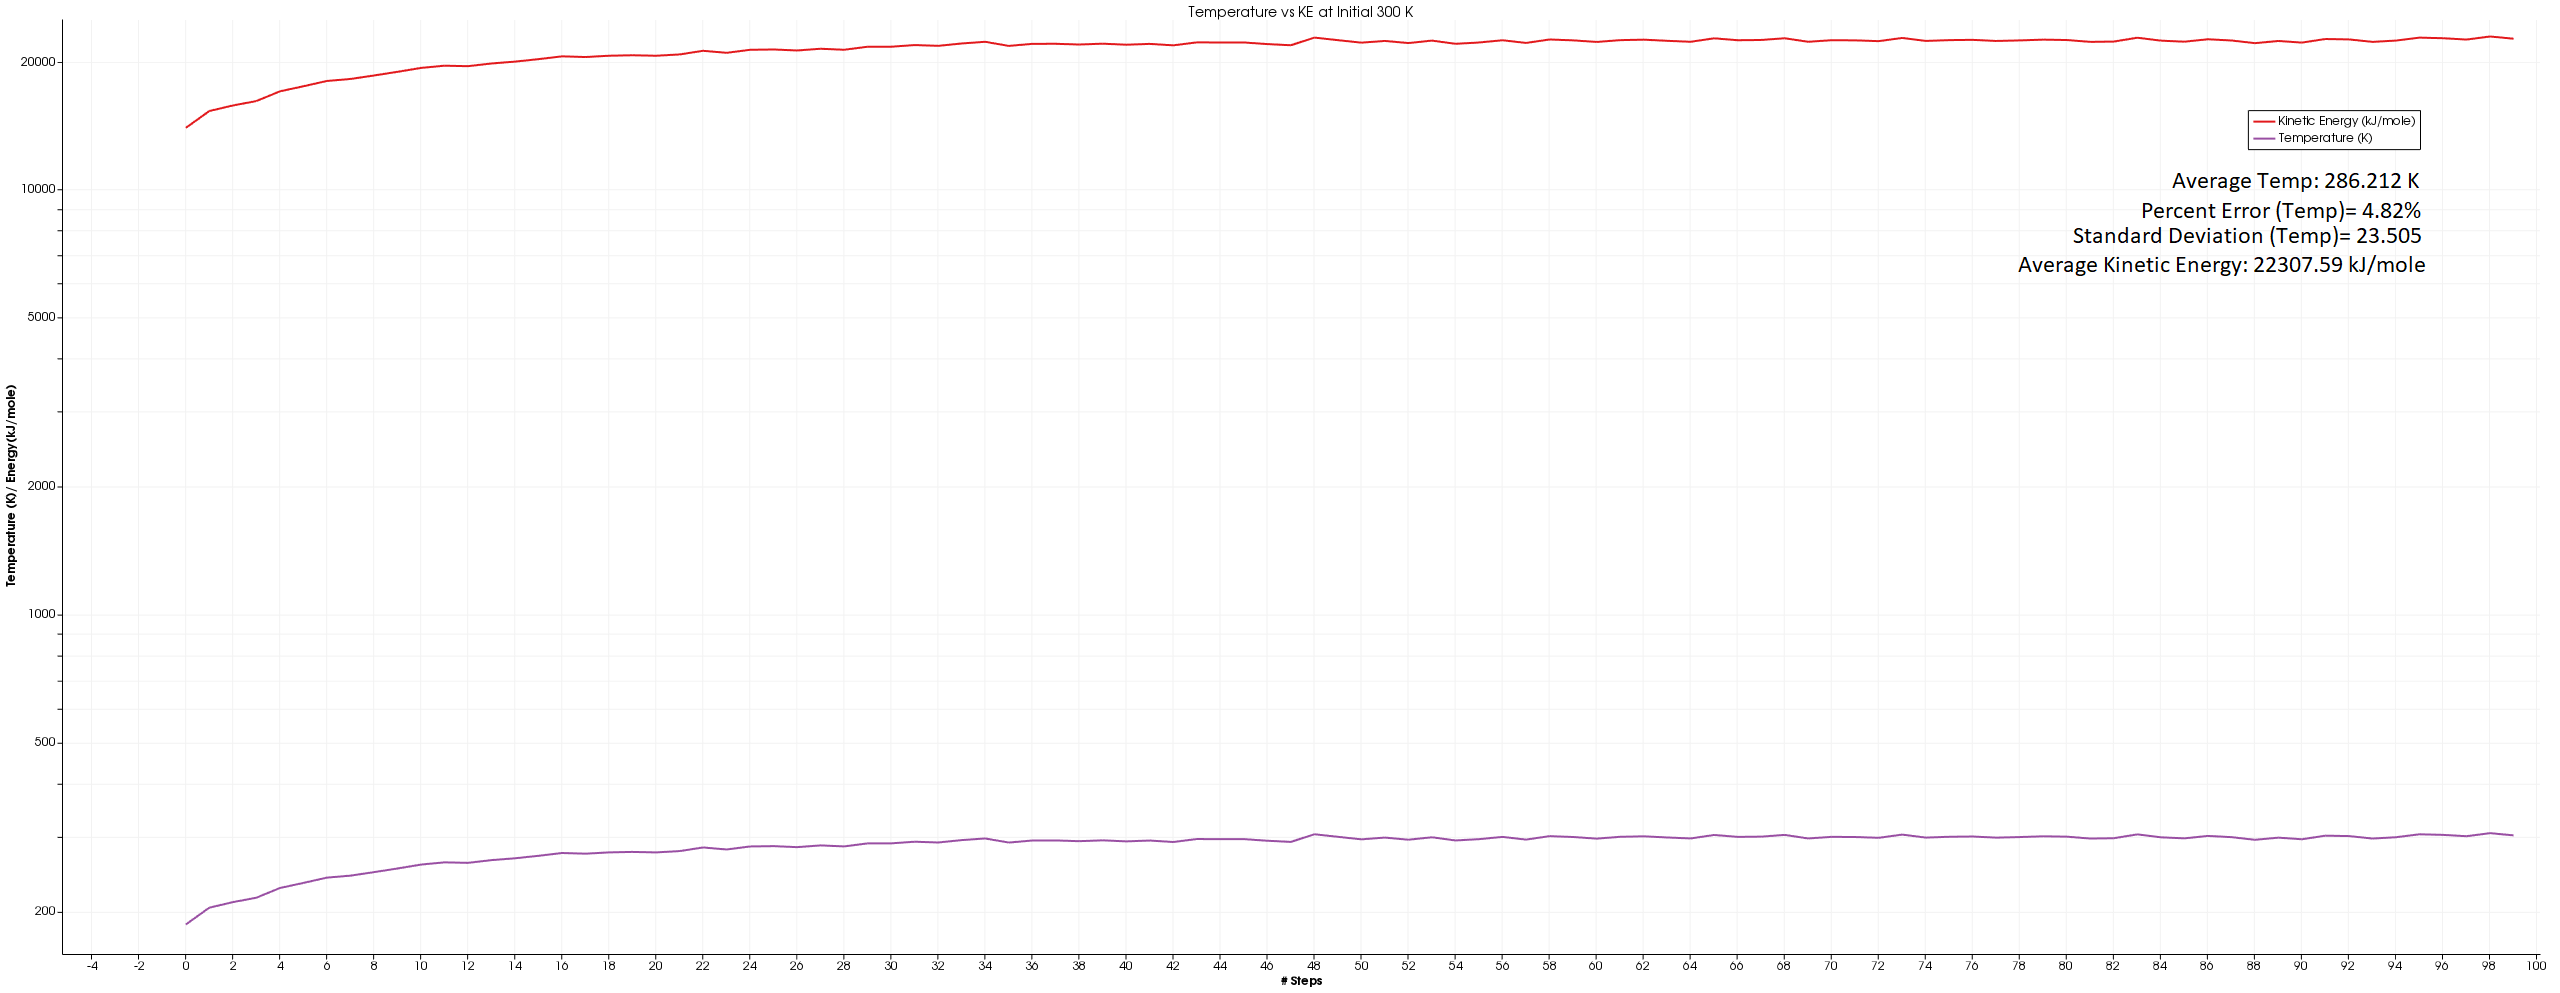 Temperature vs KE at Initial 300 K
20000
10000
5000
2000
1000
500
200
Temperature (K)/ Energy(kJ/mole)
Kinetic Energy (kJ/mole)
Temperature (K)
Average Temp: 286.212 K
Percent Error (Temp)= 4.82%
Standard Deviation (Temp)= 23.505
Average Kinetic Energy: 22307.59 kJ/mole
-4 -2 0 2 4 6 8 10 12 14 16 18 20 22 24 26 28 30 32 34 36 38 40 42 44 46 48 50 52 54 56 58 60 62 64 66 68 70 72 74 76 78 80 82 84 86 88 90 92 94 96 98 100
# Steps